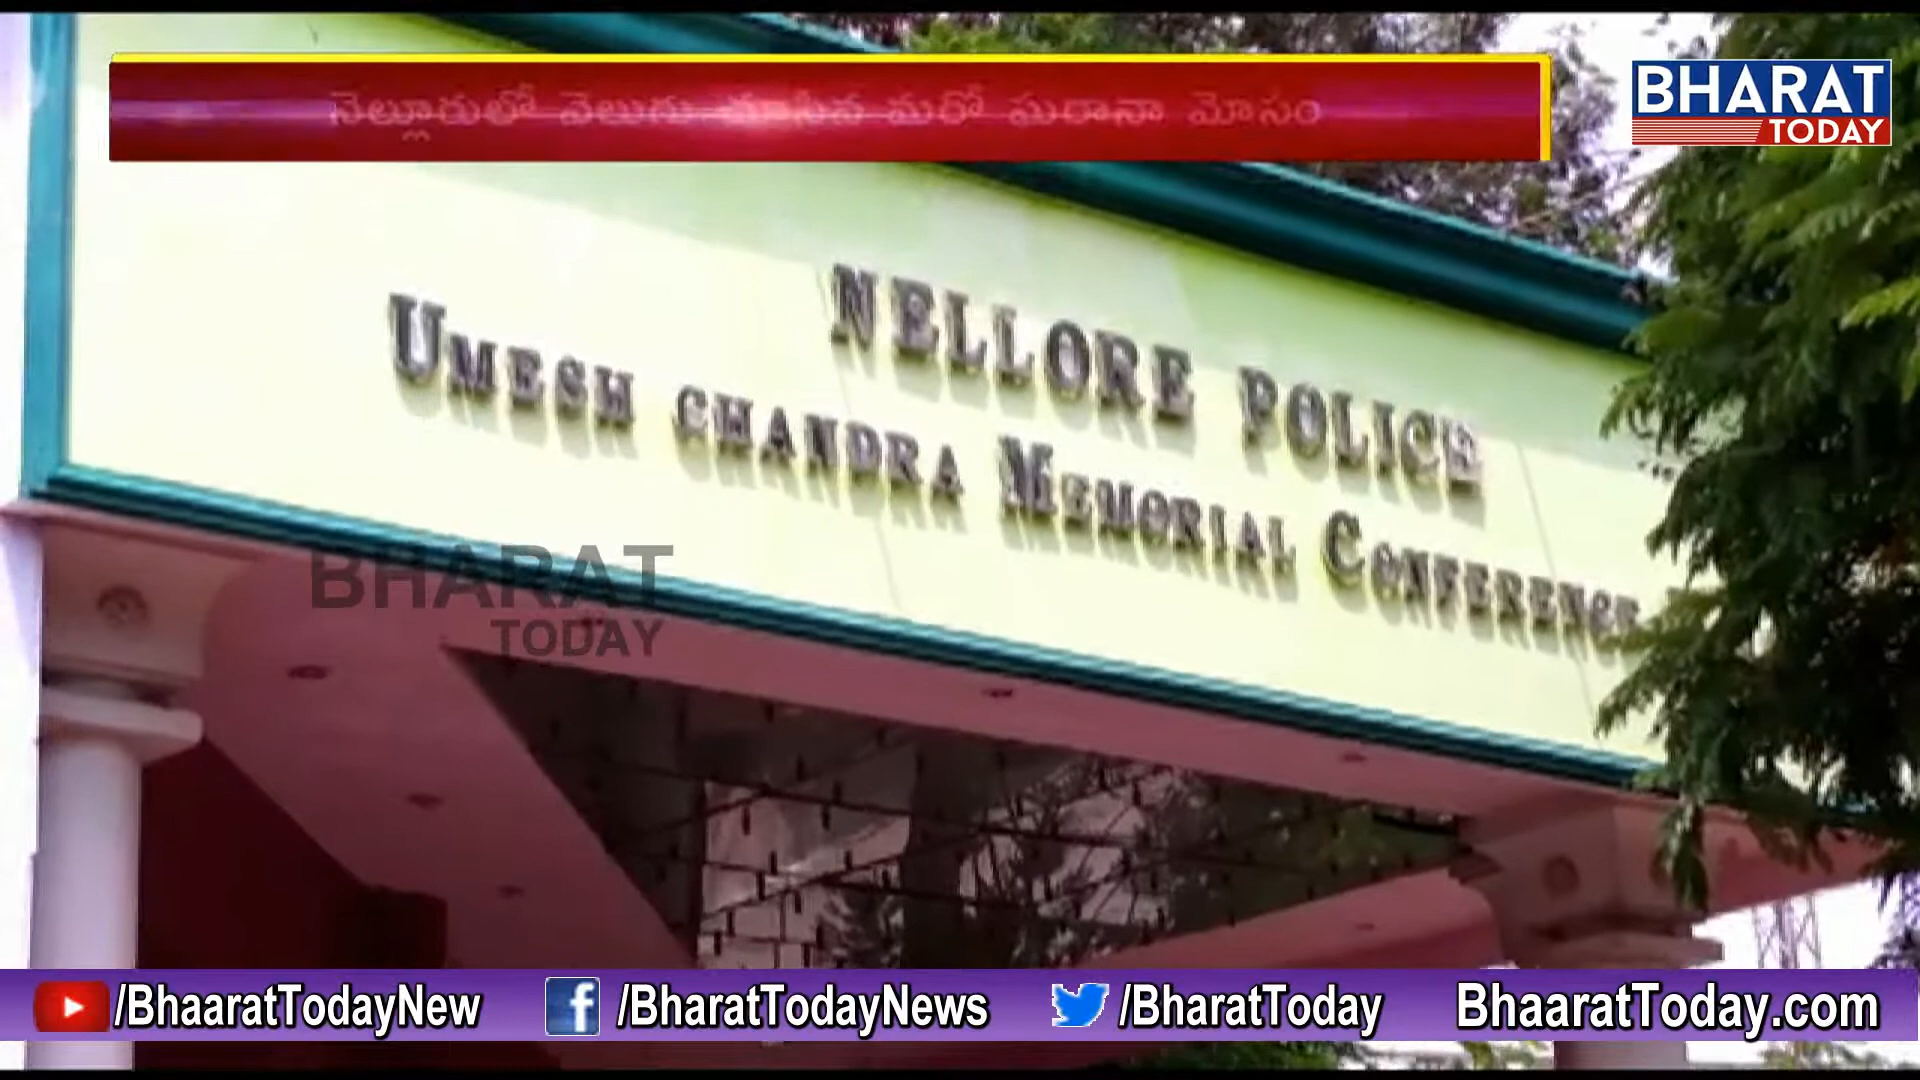 నెల్లూరులో వెలుగు చూసిన మరో ఘరానా మోసం
BHARAT
TODAY
NELLORE POLICE
UMESH CHANDRA MEMORIAL CONFERENCE
BHARAT
TODAY
/BhaaratTodayNew
/BharatTodayNews
/BharatToday
BhaaratToday.com